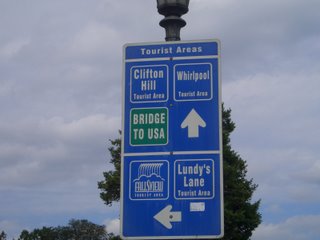 Tourist Areas
Clifton
Hill
Tourist Area
Whirlpool
Tourist Area
BRIDGE
TO USA
FALLSVIEW
TOURIST AREA
Lundy's
Lane
Tourist Area